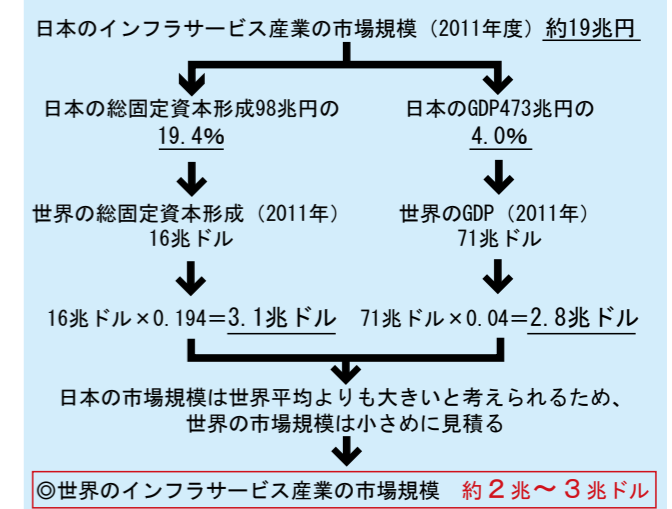 日本のインフラサービス産業の市場規模（2011年度）約19兆円
日本の総固定資本形成98兆円の
19.4%
日本のGDP473兆円の
4.0%
世界の総固定資本形成（2011年）
16兆ドル
世界のGDP（2011年）
71兆ドル
16兆ドル×0.194＝3.1兆ドル
71兆ドル×0.04＝2.8兆ドル
日本の市場規模は世界平均よりも大きいと考えられるため、
世界の市場規模は小さめに見積る
◎世界のインフラサービス産業の市場規模　約２兆～３兆ドル